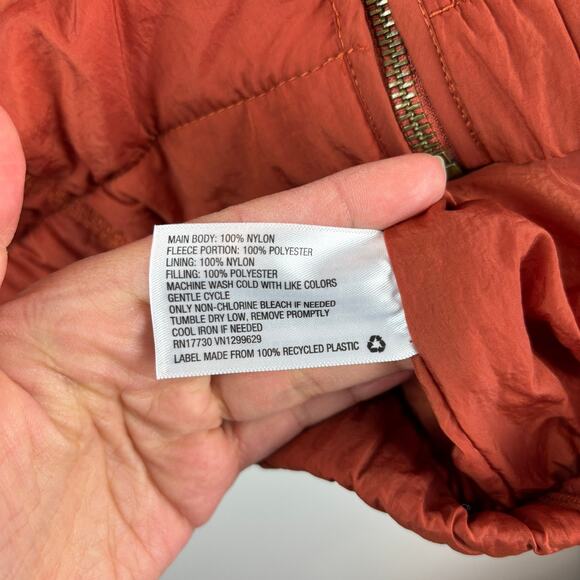 MAIN BODY: 100% NYLON
FLEECE PORTION: 100% POLYESTER
LINING: 100% NYLON
FILLING: 100% POLYESTER
MACHINE WASH COLD WITH LIKE COLORS
GENTLE CYCLE
ONLY NON-CHLORINE BLEACH IF NEEDED
TUMBLE DRY LOW, REMOVE PROMPTLY
COOL IRON IF NEEDED
RN17730 VN1299629
LABEL MADE FROM 100% RECYCLED PLASTIC